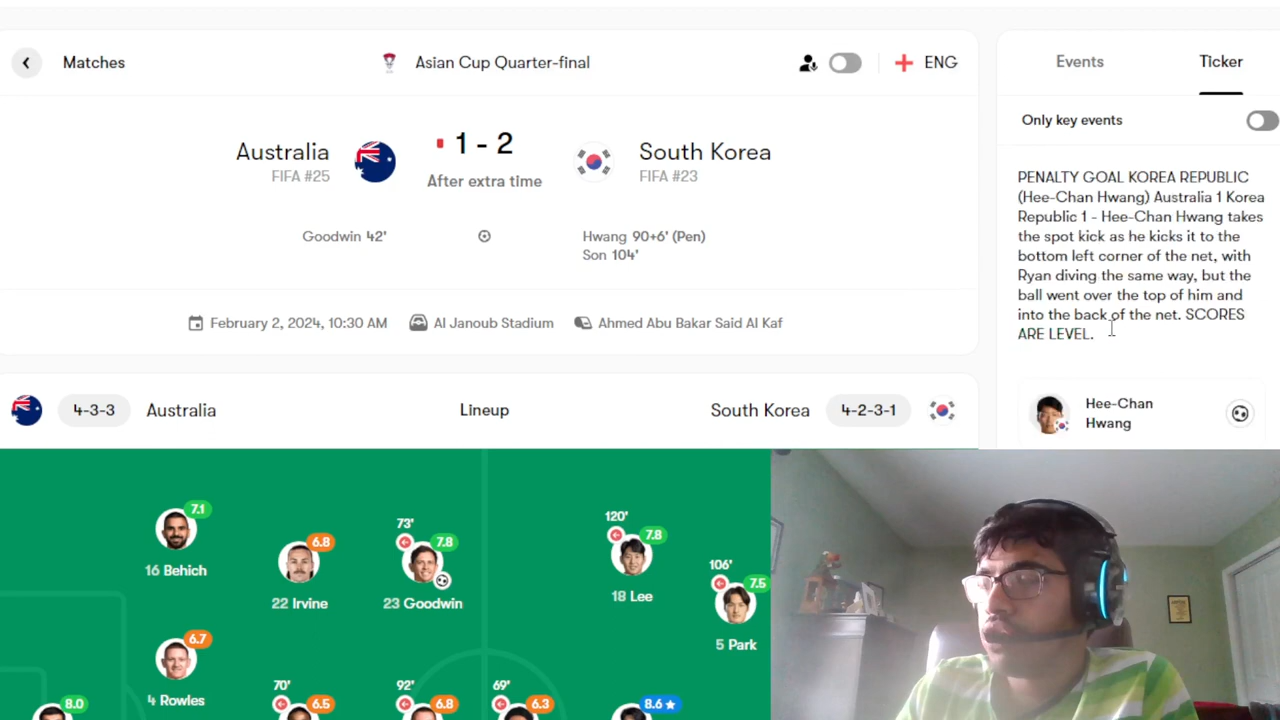 Matches
Asian Cup Quarter-final
ENG
Events
Ticker
Only key events
Australia
FIFA #25
1 - 2
After extra time
South Korea
FIFA #23
Goodwin 42'
Hwang 90+6' (Pen)
Son 104'
February 2, 2024, 10:30 AM
Al Janoub Stadium
Ahmed Abu Bakar Said Al Kaf
PENALTY GOAL KOREA REPUBLIC
(Hee-Chan Hwang) Australia 1 Korea
Republic 1 - Hee-Chan Hwang takes
the spot kick as he kicks it to the
bottom left corner of the net, with
Ryan diving the same way, but the
ball went over the top of him and
into the back of the net. SCORES
ARE LEVEL.
Hee-Chan
Hwang
4-3-3
Australia
Lineup
South Korea
4-2-3-1
7.1
16 Behich
6.8
22 Irvine
73'
7.8
23 Goodwin
120'
7.8
18 Lee
106'
7.5
5 Park
6.7
4 Rowles
8.0
70'
6.5
92'
6.8
69'
6.3
8.6